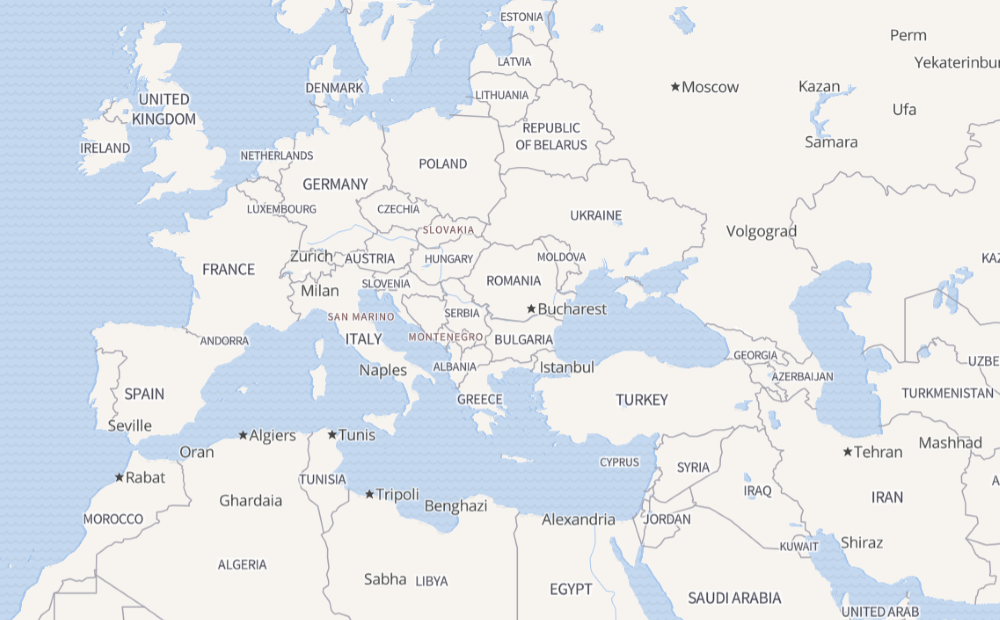 ESTONIA
Perm
LATVIA
Yekaterinbur
DENMARK
Moscow
Kazan
LITHUANIA
UNITED
KINGDOM
Ufa
REPUBLIC
OF BELARUS
Samara
IRELAND
NETHERLANDS
POLAND
GERMANY
LUXEMBOURG
CZECHIA
UKRAINE
SLOVAKIA
Volgograd
Zurich
AUSTRIA
HUNGARY
MOLDOVA
KAZ
FRANCE
SLOVENIA
ROMANIA
Milan
SAN MARINO
SERBIA
Bucharest
ANDORRA
ITALY
MONTENEGRO
BULGARIA
GEORGIA
UZBE
Naples
ALBANIA
Istanbul
AZERBAIJAN
SPAIN
GREECE
TURKEY
TURKMENISTAN
Seville
Algiers
Tunis
Mashhad
Oran
Tehran
CYPRUS
SYRIA
Rabat
TUNISIA
A
Ghardaia
Tripoli
IRAQ
IRAN
Benghazi
MOROCCO
Alexandria
JORDAN
KUWAIT
Shiraz
ALGERIA
Sabha
LIBYA
EGYPT
SAUDI ARABIA
UNITED ARAB